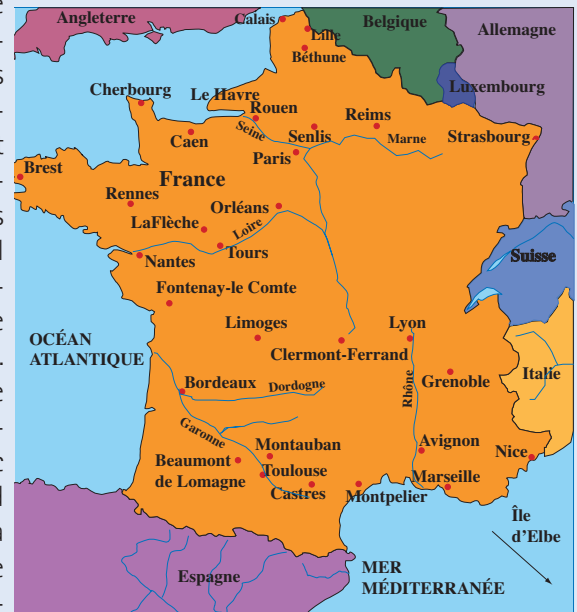 Angleterre
Calais
Belgique
Allemagne
Lille
Béthune
Luxembourg
Cherbourg
Le Havre
Rouen
Reims
Seine
Senlis
Marne
Strasbourg
Caen
Paris
Brest
France
Rennes
Orléans
LaFlèche
Loire
Tours
Nantes
Suisse
Fontenay-le Comte
Limoges
Lyon
OCÉAN
ATLANTIQUE
Clermont-Ferrand
Italie
Bordeaux
Dordogne
Rhône
Grenoble
Garonne
Montauban
Avignon
Nice
Beaumont
de Lomagne
Toulouse
Marseille
Castres
Montpelier
Île
d'Elbe
Espagne
MER
MÉDITERRANÉE